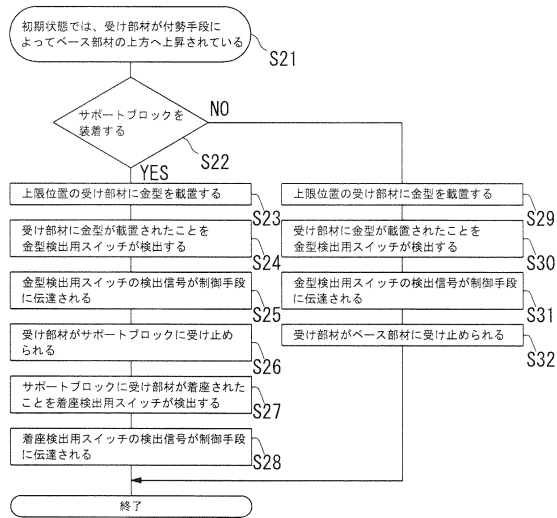 初期状態では、受け部材が付勢手段に
よってベース部材の上方へ上昇されている
S21
サポートブロックを
装着する
NO
S22
YES
上限位置の受け部材に金型を載置する
S23
受け部材に金型が載置されたことを
金型検出用スイッチが検出する
S24
金型検出用スイッチの検出信号が制御手段
に伝達される
S25
受け部材がサポートブロックに受け止め
られる
S26
サポートブロックに受け部材が着座された
ことを着座検出用スイッチが検出する
S27
着座検出用スイッチの検出信号が制御手段
に伝達される
S28
上限位置の受け部材に金型を載置する
S29
受け部材に金型が載置されたことを
金型検出用スイッチが検出する
S30
金型検出用スイッチの検出信号が制御手段
に伝達される
S31
受け部材がベース部材に受け止められる
S32
終了